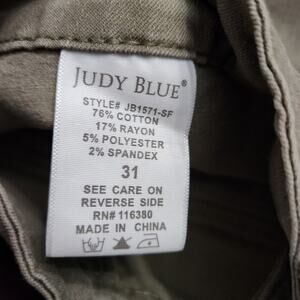 JUDY BLUE®
STYLE# JB1571-SF
76% COTTON
17% RAYON
5% POLYESTER
2% SPANDEX
31
SEE CARE ON
REVERSE SIDE
RN# 116380
MADE IN CHINA